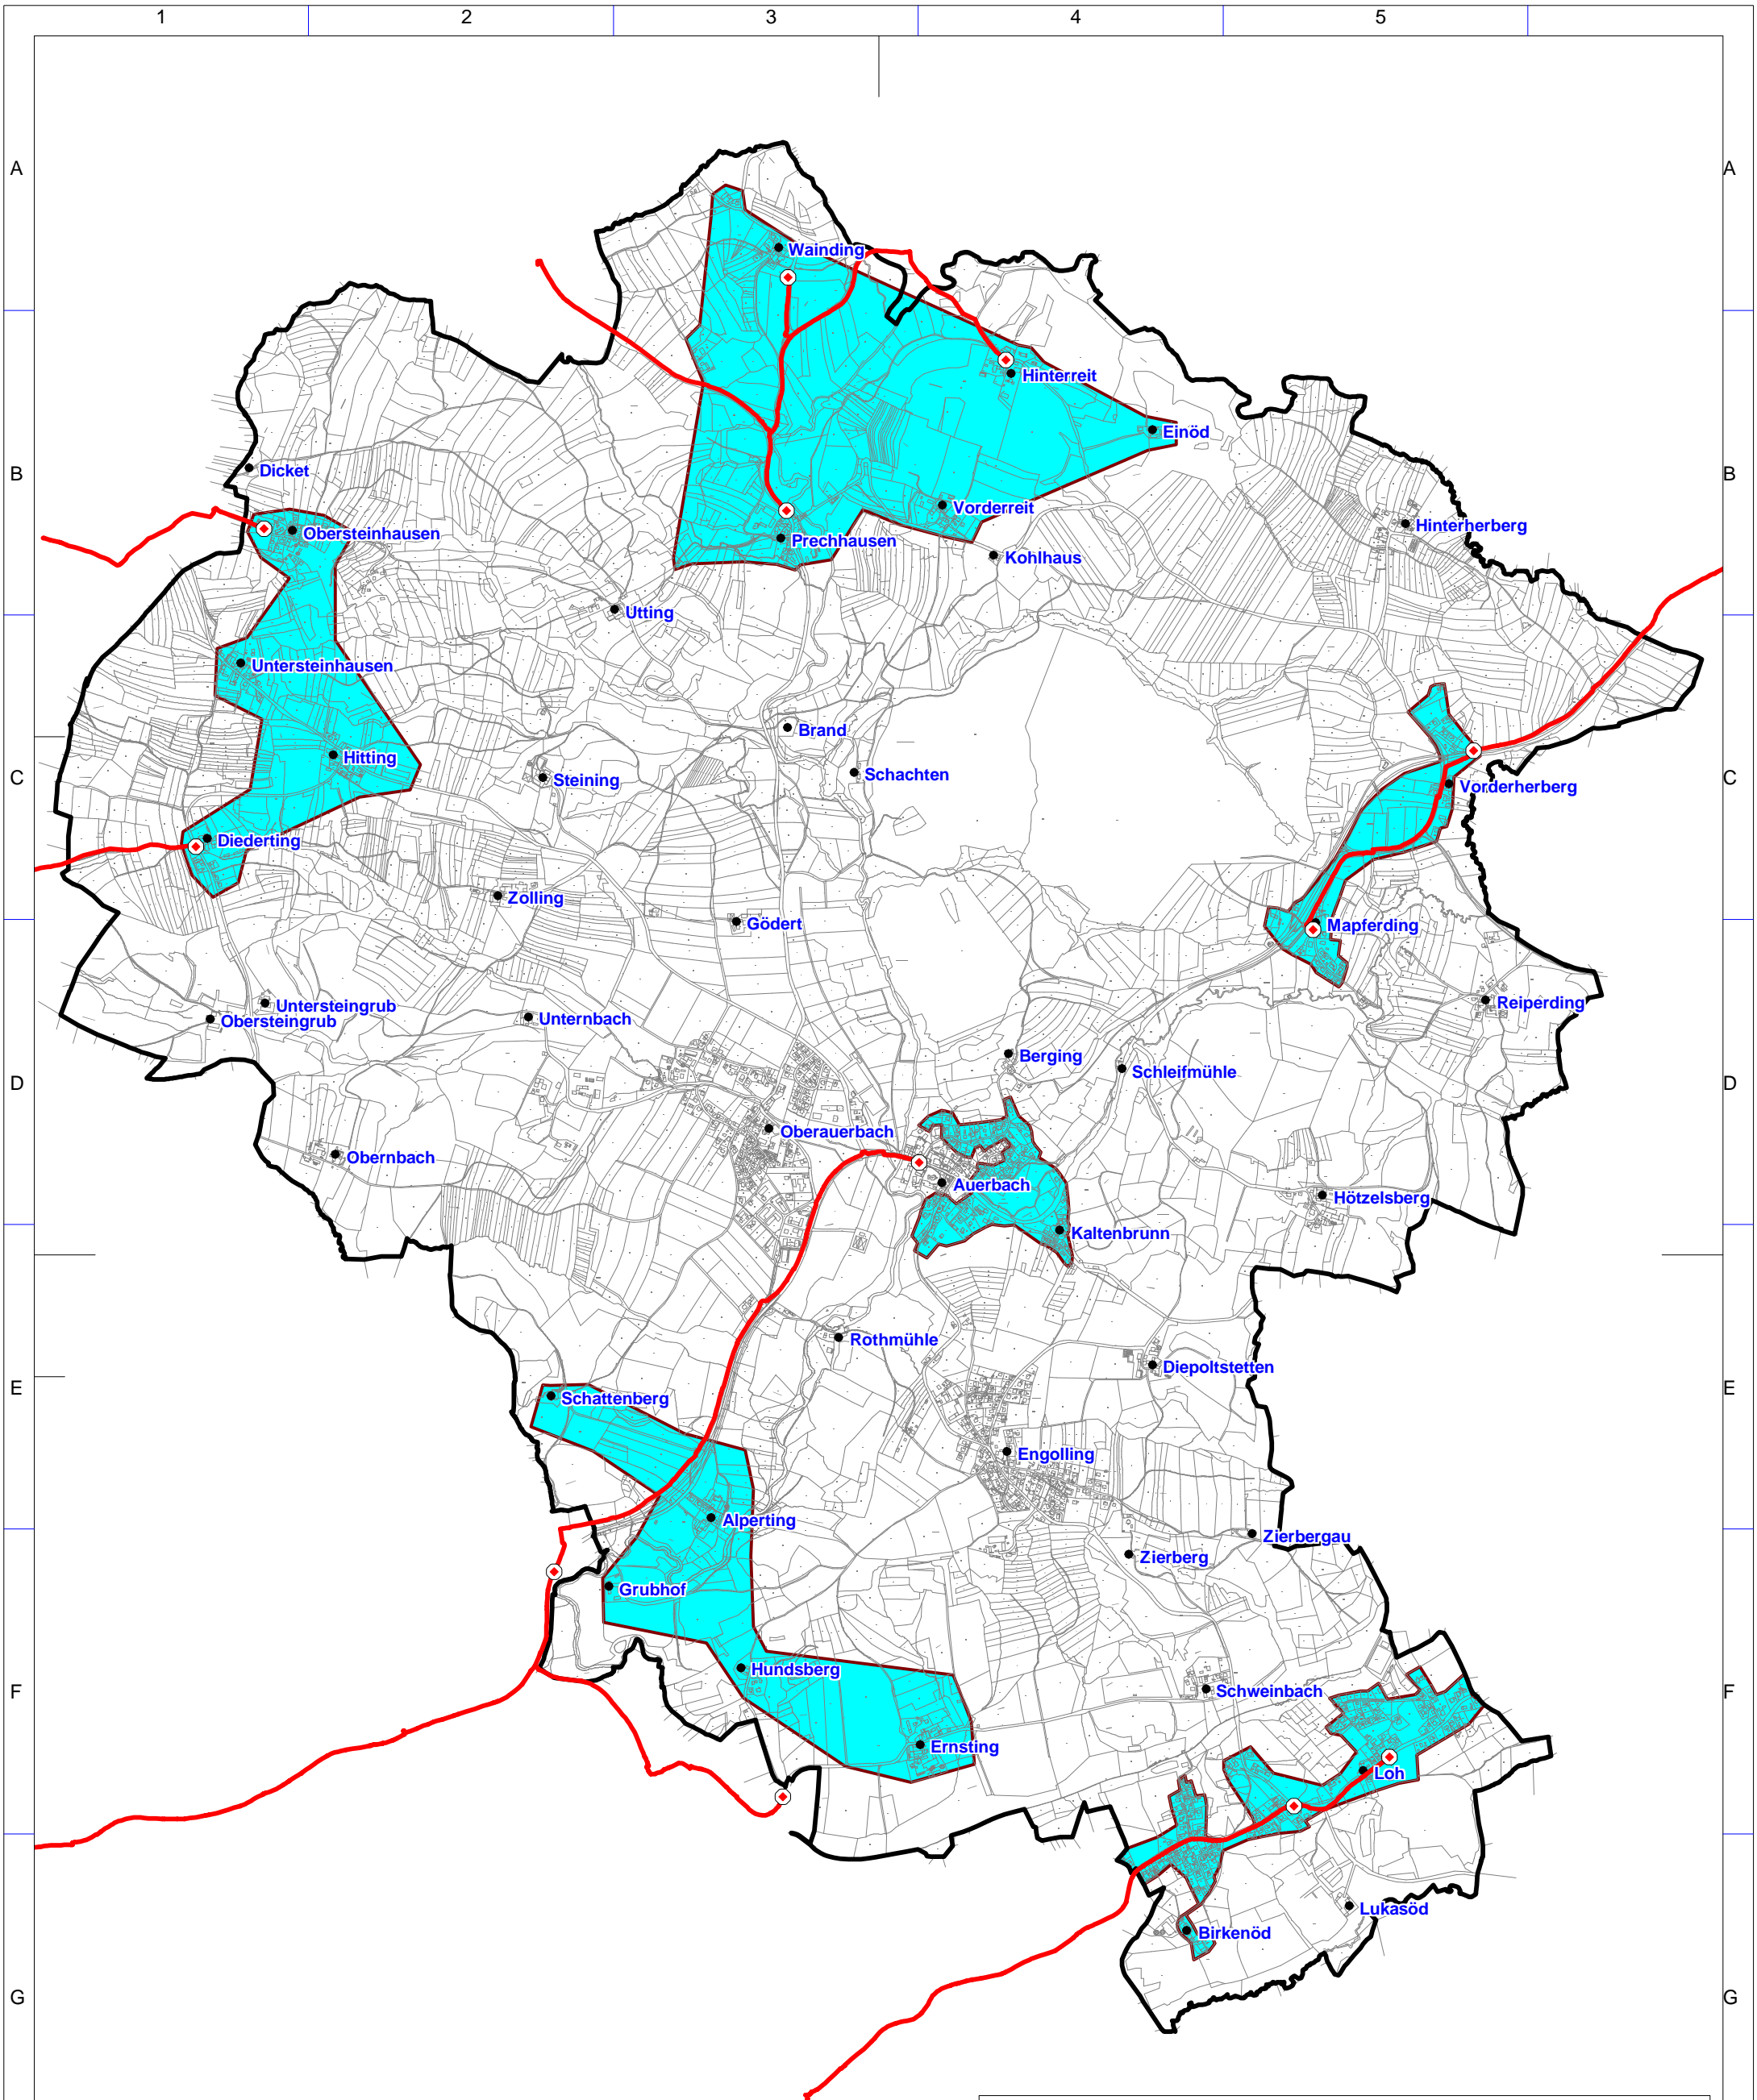 1 2 3 4 5
A A
Wainding
Hinterreit
Einöd
B B
Dicket
Vorderreit
Hinterherberg
Obersteinhausen
Prechhausen
Kohlhaus
Utting
Untersteinhausen
Brand
Hitting
Schachten
C C
Steining
Vorderherberg
Diederting
Zolling
Gödert
Mapferding
Untersteingrub
Reiperding
Obersteingrub
Unternbach
Berging
Schleifmühle
D D
Oberauerbach
Obernbach
Auerbach
Hötzelsberg
Kaltenbrunn
Rothmühle
Diepoltstetten
E E
Schattenberg
Engolling
Alperting
Zierbergau
Zierberg
Grubhof
Hundsberg
F F
Schweinbach
Ernsting
Loh
Lukasöd
Birkenöd
G G